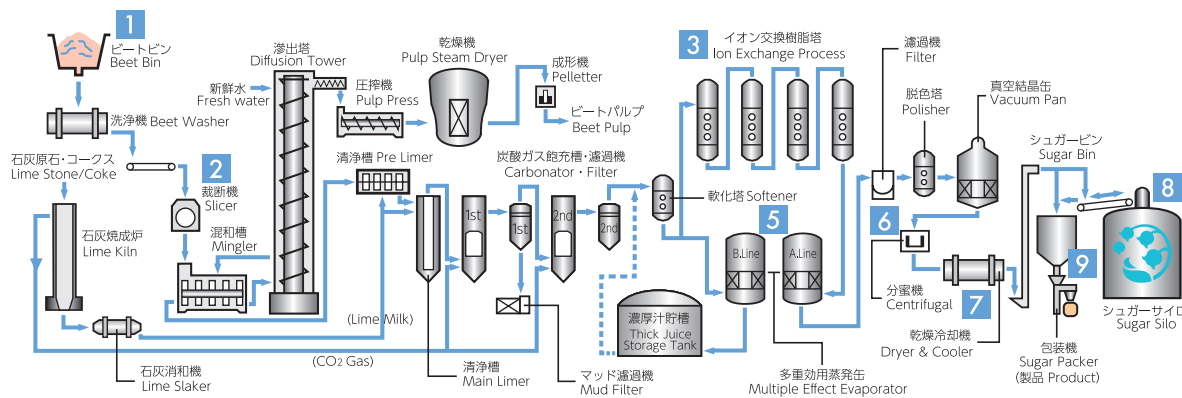 1
ビートビン
Beet Bin
洗浄機 Beet Washer
石灰原石・コークス
Lime Stone/Coke
石灰焼成炉
Lime Kiln
石灰消和機
Lime Slaker
2
裁断機
Slicer
混和槽
Mingler
滲出塔
Diffusion Tower
新鮮水
Fresh water
圧搾機
Pulp Press
乾燥機
Pulp Steam Dryer
成形機
Pelletter
ビートパルプ
Beet Pulp
清浄槽 Pre Limer
炭酸ガス飽充槽・濾過機
Carbonator・Filter
1st
1st
2nd
2nd
(Lime Milk)
(CO2 Gas)
清浄槽
Main Limer
マッド濾過機
Mud Filter
3
イオン交換樹脂塔
Ion Exchange Process
軟化塔 Softener
5
B.Line
A.Line
濃厚汁貯槽
Thick Juice
Storage Tank
多重効用蒸発缶
Multiple Effect Evaporator
濾過機
Filter
脱色塔
Polisher
真空結晶缶
Vacuum Pan
6
分蜜機
Centrifugal
7
乾燥冷却機
Dryer & Cooler
シュガービン
Sugar Bin
8
シュガーサイロ
Sugar Silo
9
包装機
Sugar Packer
(製品 Product)